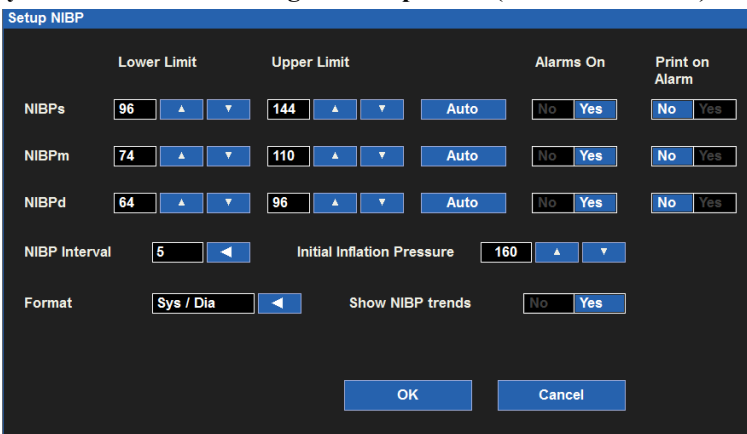 Setup NIBP
Lower Limit Upper Limit Alarms On Print on
Alarm
NIBPs 96 ▲ ▼ 144 ▲ ▼ Auto No Yes No Yes
NIBPm 74 ▲ ▼ 110 ▲ ▼ Auto No Yes No Yes
NIBPd 64 ▲ ▼ 96 ▲ ▼ Auto No Yes No Yes
NIBP Interval 5 ◀ Initial Inflation Pressure 160 ▲ ▼
Format Sys / Dia ◀ Show NIBP trends No Yes
OK Cancel